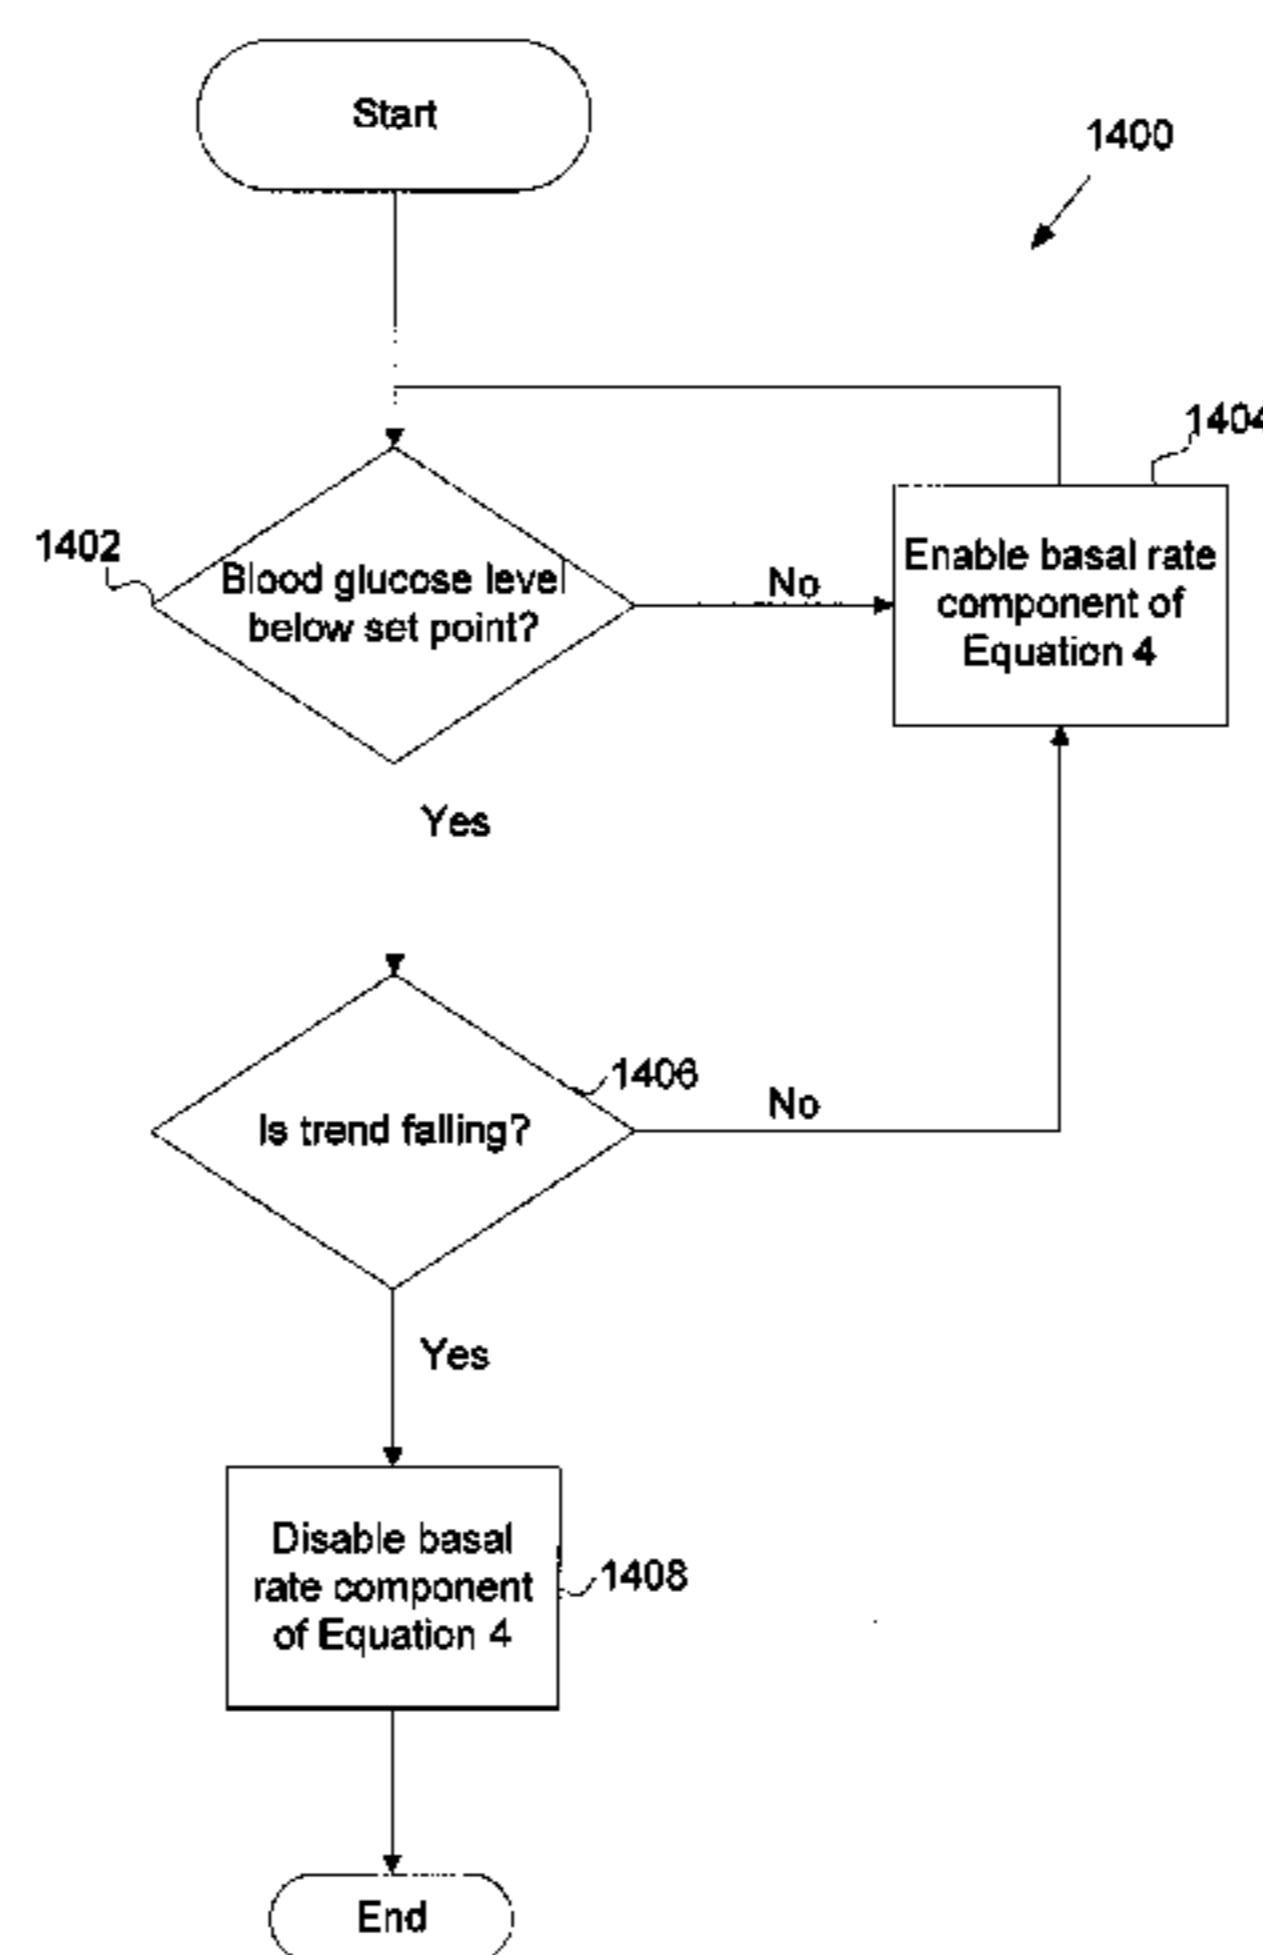 Start
1400
1404
1402
Blood glucose level
below set point?
No
Enable basal rate
component of
Equation 4
Yes
1406
Is trend falling?
No
Yes
Disable basal
rate component
of Equation 4
1408
End